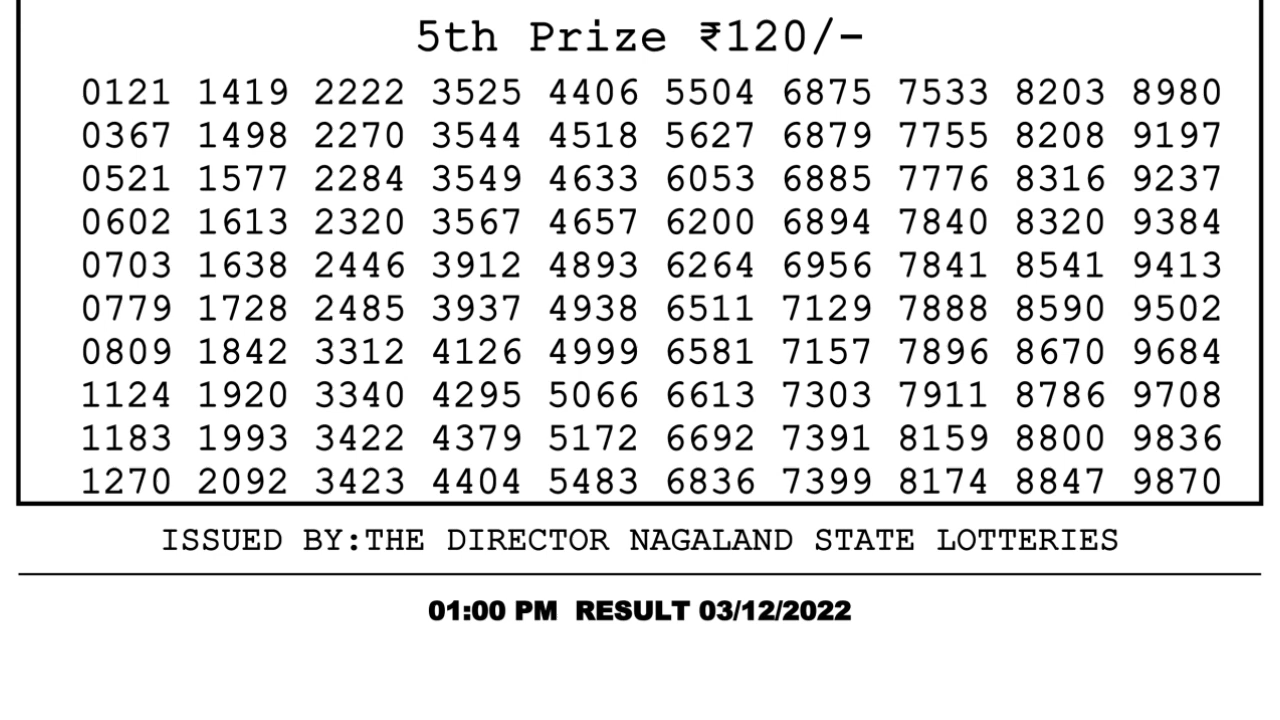 5th Prize ₹120/-
0121 1419 2222 3525 4406 5504 6875 7533 8203 8980
0367 1498 2270 3544 4518 5627 6879 7755 8208 9197
0521 1577 2284 3549 4633 6053 6885 7776 8316 9237
0602 1613 2320 3567 4657 6200 6894 7840 8320 9384
0703 1638 2446 3912 4893 6264 6956 7841 8541 9413
0779 1728 2485 3937 4938 6511 7129 7888 8590 9502
0809 1842 3312 4126 4999 6581 7157 7896 8670 9684
1124 1920 3340 4295 5066 6613 7303 7911 8786 9708
1183 1993 3422 4379 5172 6692 7391 8159 8800 9836
1270 2092 3423 4404 5483 6836 7399 8174 8847 9870
ISSUED BY:THE DIRECTOR NAGALAND STATE LOTTERIES
01:00 PM RESULT 03/12/2022